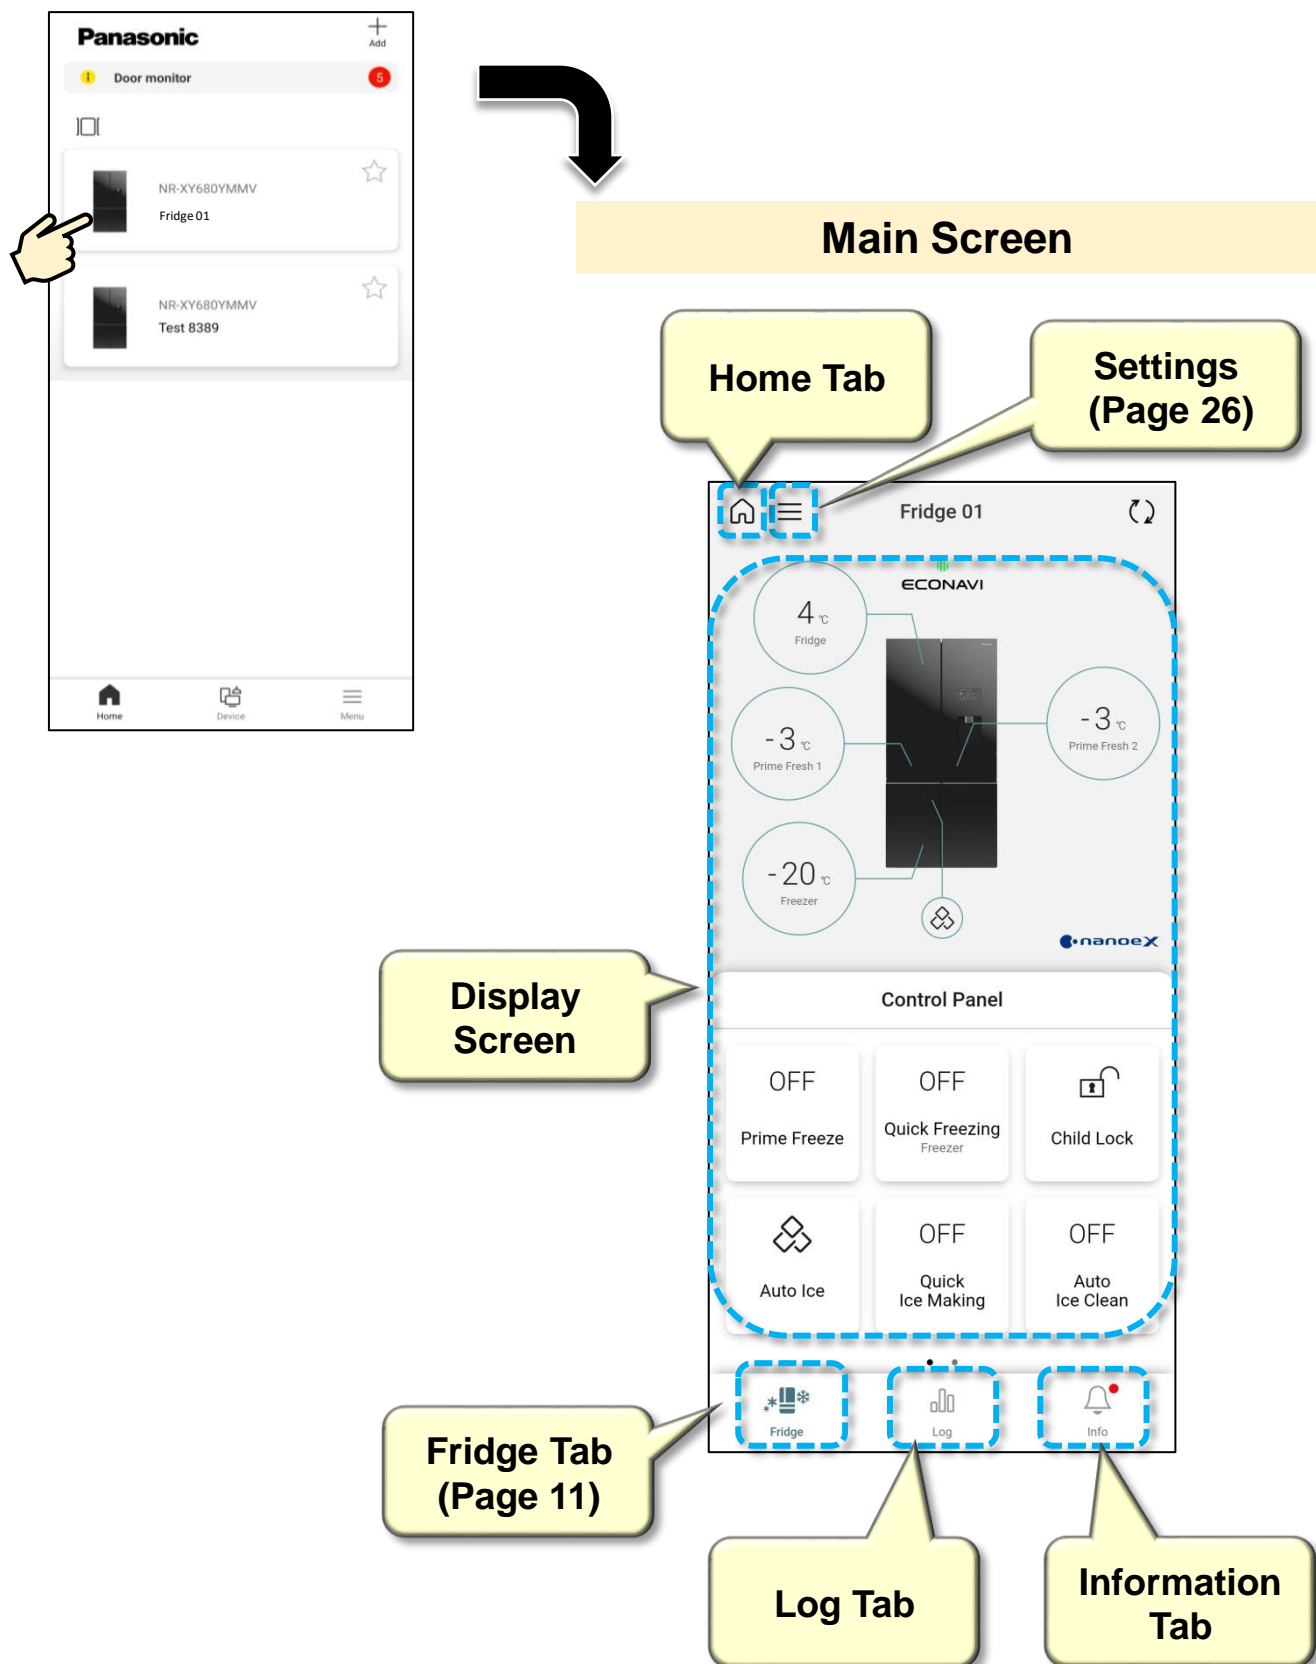 Panasonic
Add
Door monitor
5
NR-XY680YMMV
Fridge 01
NR-XY680YMMV
Test 8389
Home
Device
Menu
Main Screen
Home Tab
Settings
(Page 26)
Fridge 01
ECONAVI
4 ℃
Fridge
-3 ℃
Prime Fresh 1
-3 ℃
Prime Fresh 2
-20 ℃
Freezer
nanoeX
Display
Screen
Control Panel
OFF
Prime Freeze
OFF
Quick Freezing
Freezer
Child Lock
Auto Ice
OFF
Quick
Ice Making
OFF
Auto
Ice Clean
Fridge
Log
Info
Fridge Tab
(Page 11)
Log Tab
Information
Tab